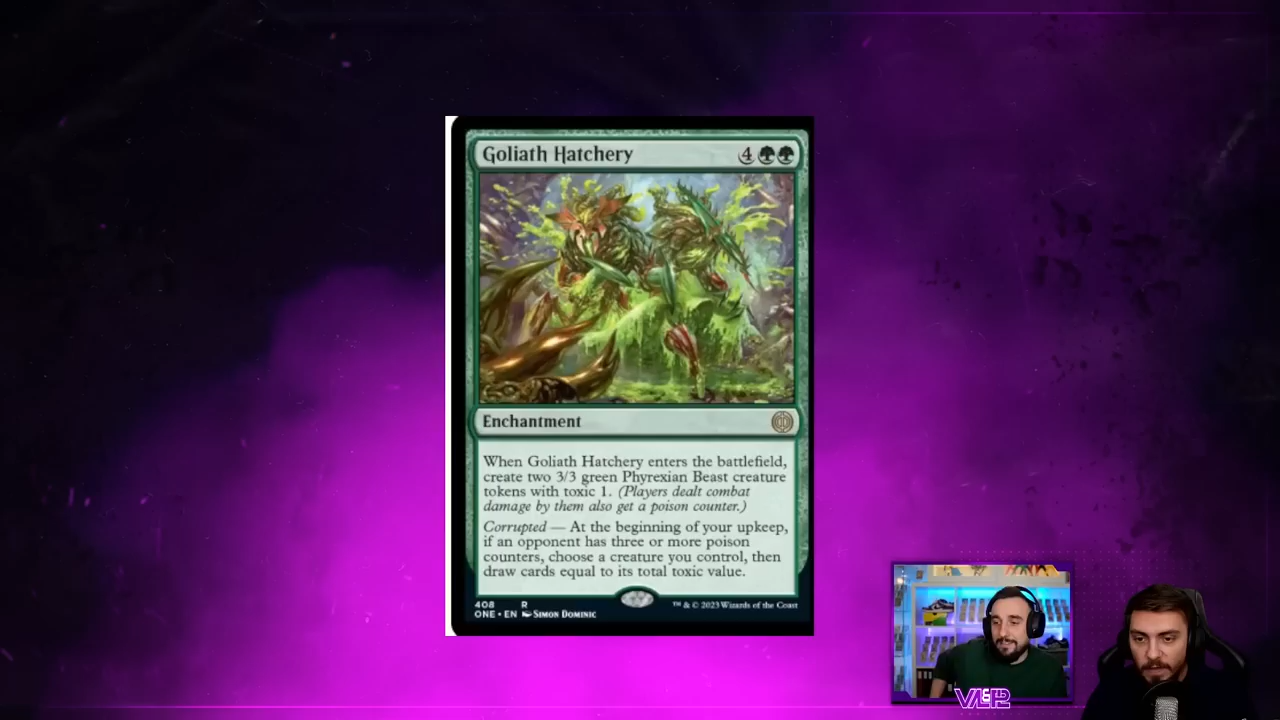 Goliath Hatchery 4
Enchantment
When Goliath Hatchery enters the battlefield,
create two 3/3 green Phyrexian Beast creature
tokens with toxic 1. (Players dealt combat
damage by them also get a poison counter.)
Corrupted — At the beginning of your upkeep,
if an opponent has three or more poison
counters, choose a creature you control, then
draw cards equal to its total toxic value.
408 R
ONE • EN Simon Dominic
™ & © 2023 Wizards of the Coast